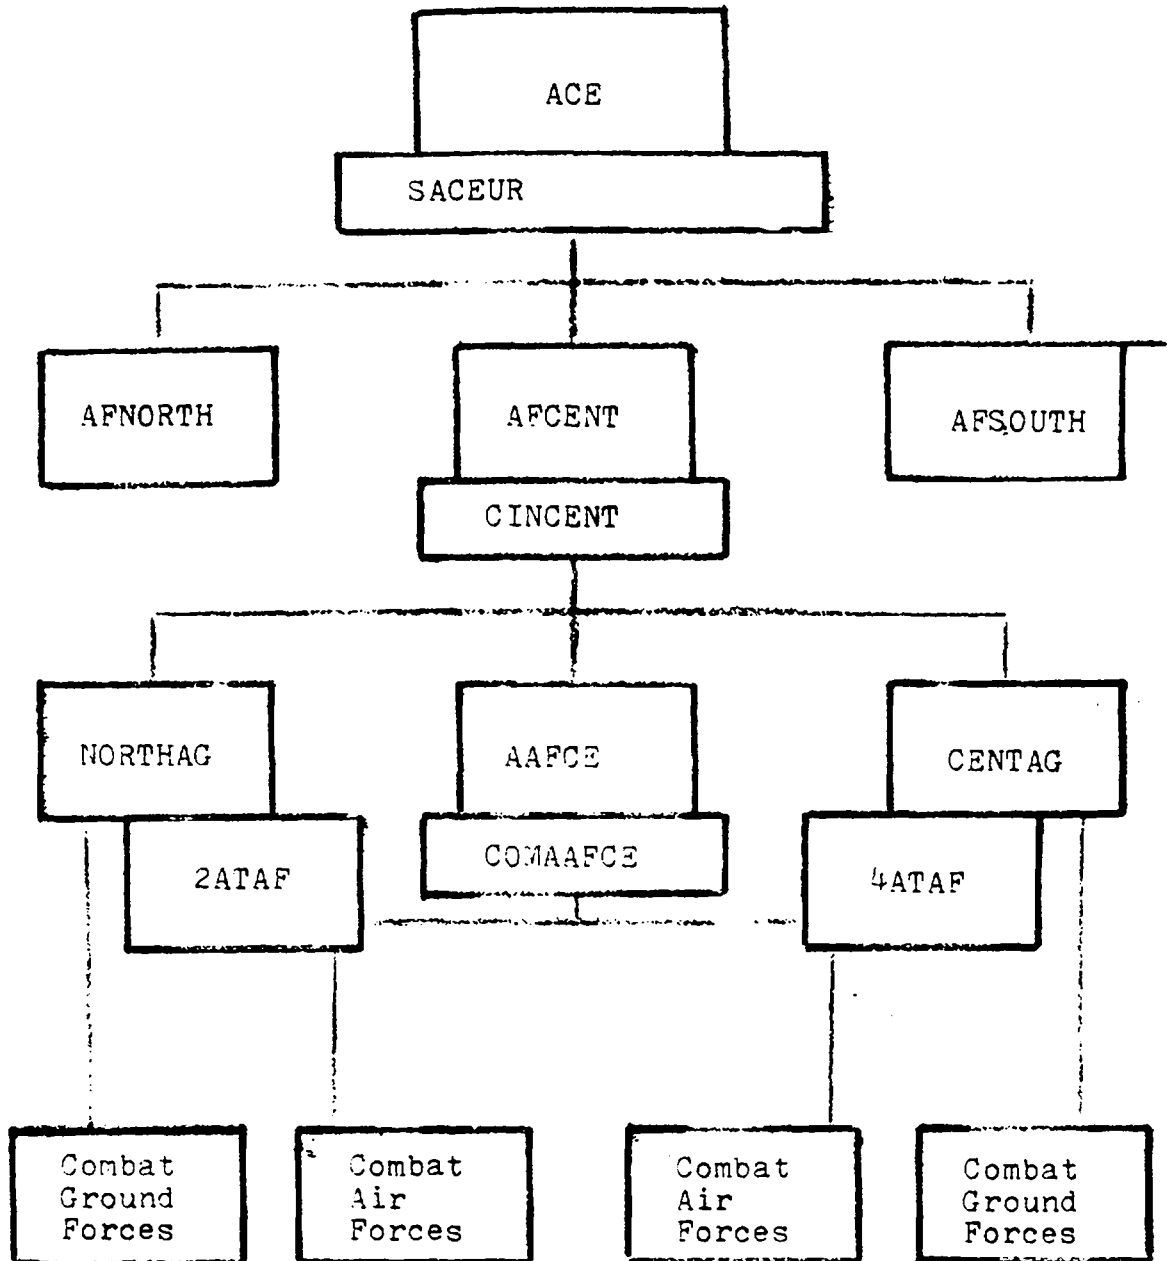 ACE
SACEUR
AFNORTH
AFCENT
AFSOUTH
CINCENT
NORTHAG
AAFCE
CENTAG
2ATAF
COMAAFCE
4ATAF
Combat
Ground
Forces
Combat
Air
Forces
Combat
Air
Forces
Combat
Ground
Forces